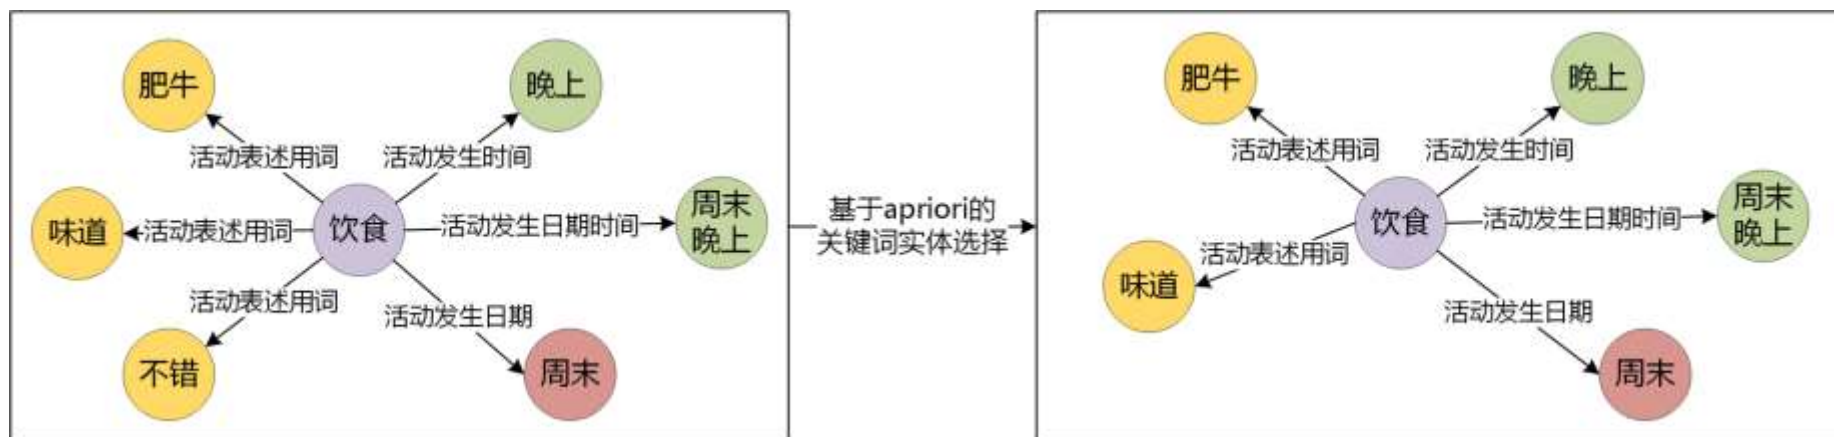 肥牛
晚上
活动表述用词
活动发生时间
味道
活动表述用词
饮食
活动发生日期时间
周末
晚上
活动表述用词
活动发生日期
不错
周末
基于apriori的
关键词实体选择
肥牛
晚上
活动表述用词
活动发生时间
饮食
活动发生日期时间
周末
晚上
味道
活动表述用词
活动发生日期
周末